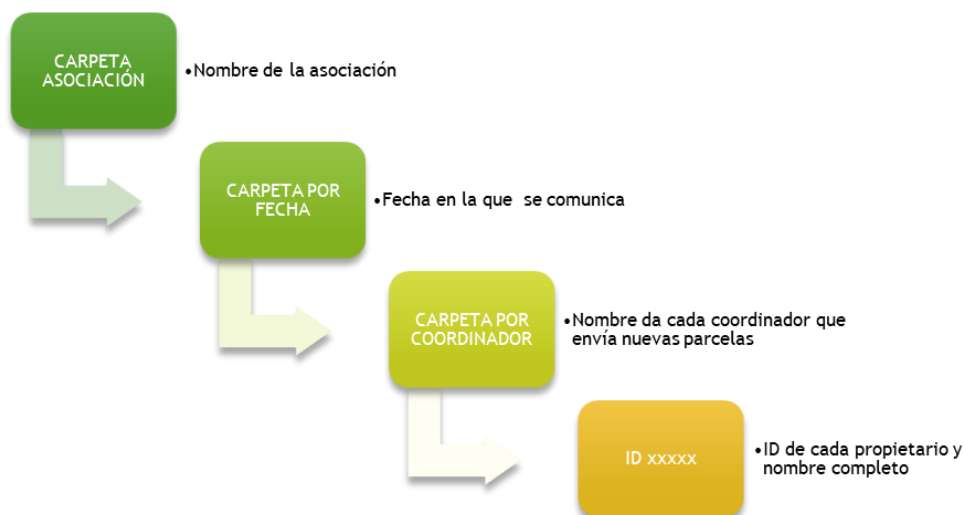 CARPETA
ASOCIACIÓN
•Nombre de la asociación
CARPETA POR
FECHA
•Fecha en la que se comunica
CARPETA POR
COORDINADOR
•Nombre da cada coordinador que
envía nuevas parcelas
ID xxxxx
•ID de cada propietario y
nombre completo